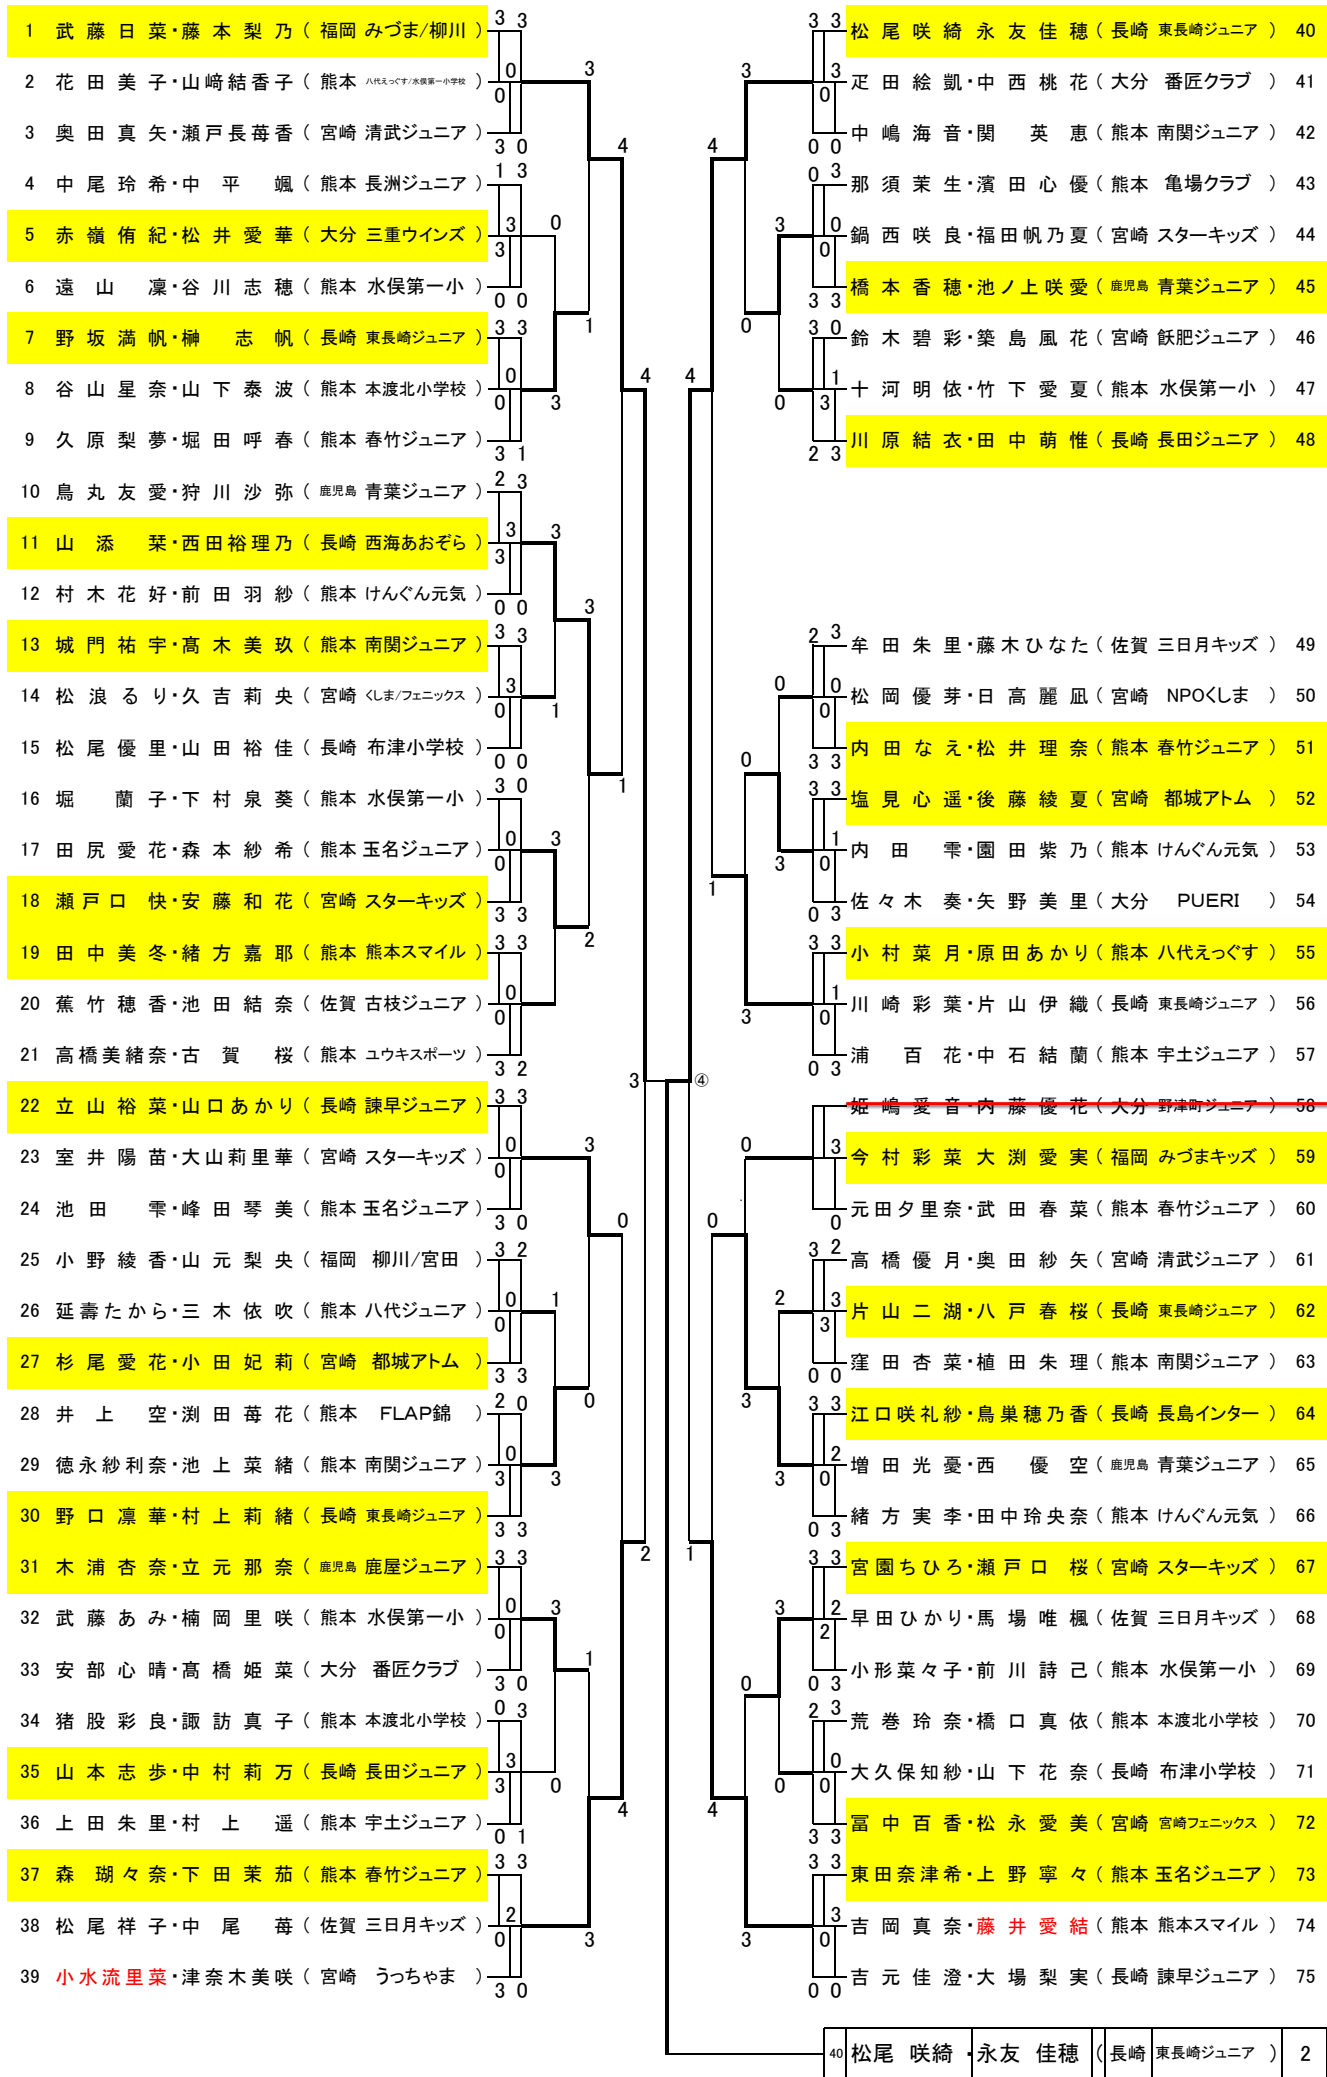 1 武藤日菜・藤本梨乃 （福岡 みづま/柳川）
2 花田美子・山﨑結香子 （熊本 八代えっぐす/水俣第一小学校）
3 奥田真矢・瀬戸長苺香 （宮崎 清武ジュニア）
4 中尾玲希・中平 颯 （熊本 長洲ジュニア）
5 赤嶺侑紀・松井愛華 （大分 三重ウインズ）
6 遠山 凜・谷川志穂 （熊本 水俣第一小）
7 野坂満帆・榊 志帆 （長崎 東長崎ジュニア）
8 谷山星奈・山下泰波 （熊本 本渡北小学校）
9 久原梨夢・堀田呼春 （熊本 春竹ジュニア）
10 鳥丸友愛・狩川沙弥 （鹿児島 青葉ジュニア）
11 山添 栞・西田裕理乃 （長崎 西海あおぞら）
12 村木花好・前田羽紗 （熊本 けんぐん元気）
13 城門祐宇・髙木美玖 （熊本 南関ジュニア）
14 松浪るり・久吉莉央 （宮崎 くしま/フェニックス）
15 松尾優里・山田裕佳 （長崎 布津小学校）
16 堀 蘭子・下村泉葵 （熊本 水俣第一小）
17 田尻愛花・森本紗希 （熊本 玉名ジュニア）
18 瀬戸口 快・安藤和花 （宮崎 スターキッズ）
19 田中美冬・緒方嘉耶 （熊本 熊本スマイル）
20 蕉竹穂香・池田結奈 （佐賀 古枝ジュニア）
21 高橋美緒奈・古賀 桜 （熊本 ユウキスポーツ）
22 立山裕菜・山口あかり （長崎 諫早ジュニア）
23 室井陽苗・大山莉里華 （宮崎 スターキッズ）
24 池田 雫・峰田琴美 （熊本 玉名ジュニア）
25 小野綾香・山元梨央 （福岡 柳川/宮田）
26 延壽たから・三木依吹 （熊本 八代ジュニア）
27 杉尾愛花・小田妃莉 （宮崎 都城アトム）
28 井上 空・渕田苺花 （熊本 FLAP錦）
29 徳永紗利奈・池上菜緒 （熊本 南関ジュニア）
30 野口凛華・村上莉緒 （長崎 東長崎ジュニア）
31 木浦杏奈・立元那奈 （鹿児島 鹿屋ジュニア）
32 武藤あみ・楠岡里咲 （熊本 水俣第一小）
33 安部心晴・髙橋姫菜 （大分 番匠クラブ）
34 猪股彩良・諏訪真子 （熊本 本渡北小学校）
35 山本志歩・中村莉万 （長崎 長田ジュニア）
36 上田朱里・村上 遥 （熊本 宇土ジュニア）
37 森 瑚々奈・下田茉茄 （熊本 春竹ジュニア）
38 松尾祥子・中尾 苺 （佐賀 三日月キッズ）
39 小水流里菜・津奈木美咲 （宮崎 うっちゃま）
松尾咲綺 永友佳穂 （長崎 東長崎ジュニア） 40
疋田絵凱・中西桃花 （大分 番匠クラブ） 41
中嶋海音・関 英恵 （熊本 南関ジュニア） 42
那須茉生・濱田心優 （熊本 亀場クラブ） 43
鍋西咲良・福田帆乃夏 （宮崎 スターキッズ） 44
橋本香穂・池ノ上咲愛 （鹿児島 青葉ジュニア） 45
鈴木碧彩・築島風花 （宮崎 飫肥ジュニア） 46
十河明依・竹下愛夏 （熊本 水俣第一小） 47
川原結衣・田中萌惟 （長崎 長田ジュニア） 48
牟田朱里・藤木ひなた （佐賀 三日月キッズ） 49
松岡優芽・日高麗凪 （宮崎 NPOくしま） 50
内田なえ・松井理奈 （熊本 春竹ジュニア） 51
塩見心遥・後藤綾夏 （宮崎 都城アトム） 52
内田 雫・園田紫乃 （熊本 けんぐん元気） 53
佐々木 奏・矢野美里 （大分 PUERI） 54
小村菜月・原田あかり （熊本 八代えっぐす） 55
川崎彩葉・片山伊織 （長崎 東長崎ジュニア） 56
浦 百花・中石結蘭 （熊本 宇土ジュニア） 57
姫嶋愛音・内藤優花 （大分 野津町ジュニア） 58
今村彩菜 大渕愛実 （福岡 みづまキッズ） 59
元田夕里奈・武田春菜 （熊本 春竹ジュニア） 60
高橋優月・奥田紗矢 （宮崎 清武ジュニア） 61
片山二湖・八戸春桜 （長崎 東長崎ジュニア） 62
窪田杏菜・植田朱理 （熊本 南関ジュニア） 63
江口咲礼紗・鳥巣穂乃香 （長崎 長島インター） 64
増田光憂・西 優空 （鹿児島 青葉ジュニア） 65
緒方実李・田中玲央奈 （熊本 けんぐん元気） 66
宮園ちひろ・瀬戸口 桜 （宮崎 スターキッズ） 67
早田ひかり・馬場唯楓 （佐賀 三日月キッズ） 68
小形菜々子・前川詩己 （熊本 水俣第一小） 69
荒巻玲奈・橋口真依 （熊本 本渡北小学校） 70
大久保知紗・山下花奈 （長崎 布津小学校） 71
冨中百香・松永愛美 （宮崎 宮崎フェニックス） 72
東田奈津希・上野寧々 （熊本 玉名ジュニア） 73
吉岡真奈・藤井愛結 （熊本 熊本スマイル） 74
吉元佳澄・大場梨実 （長崎 諫早ジュニア） 75
3 ④
40 松尾 咲綺・永友 佳穂 （長崎 東長崎ジュニア） 2